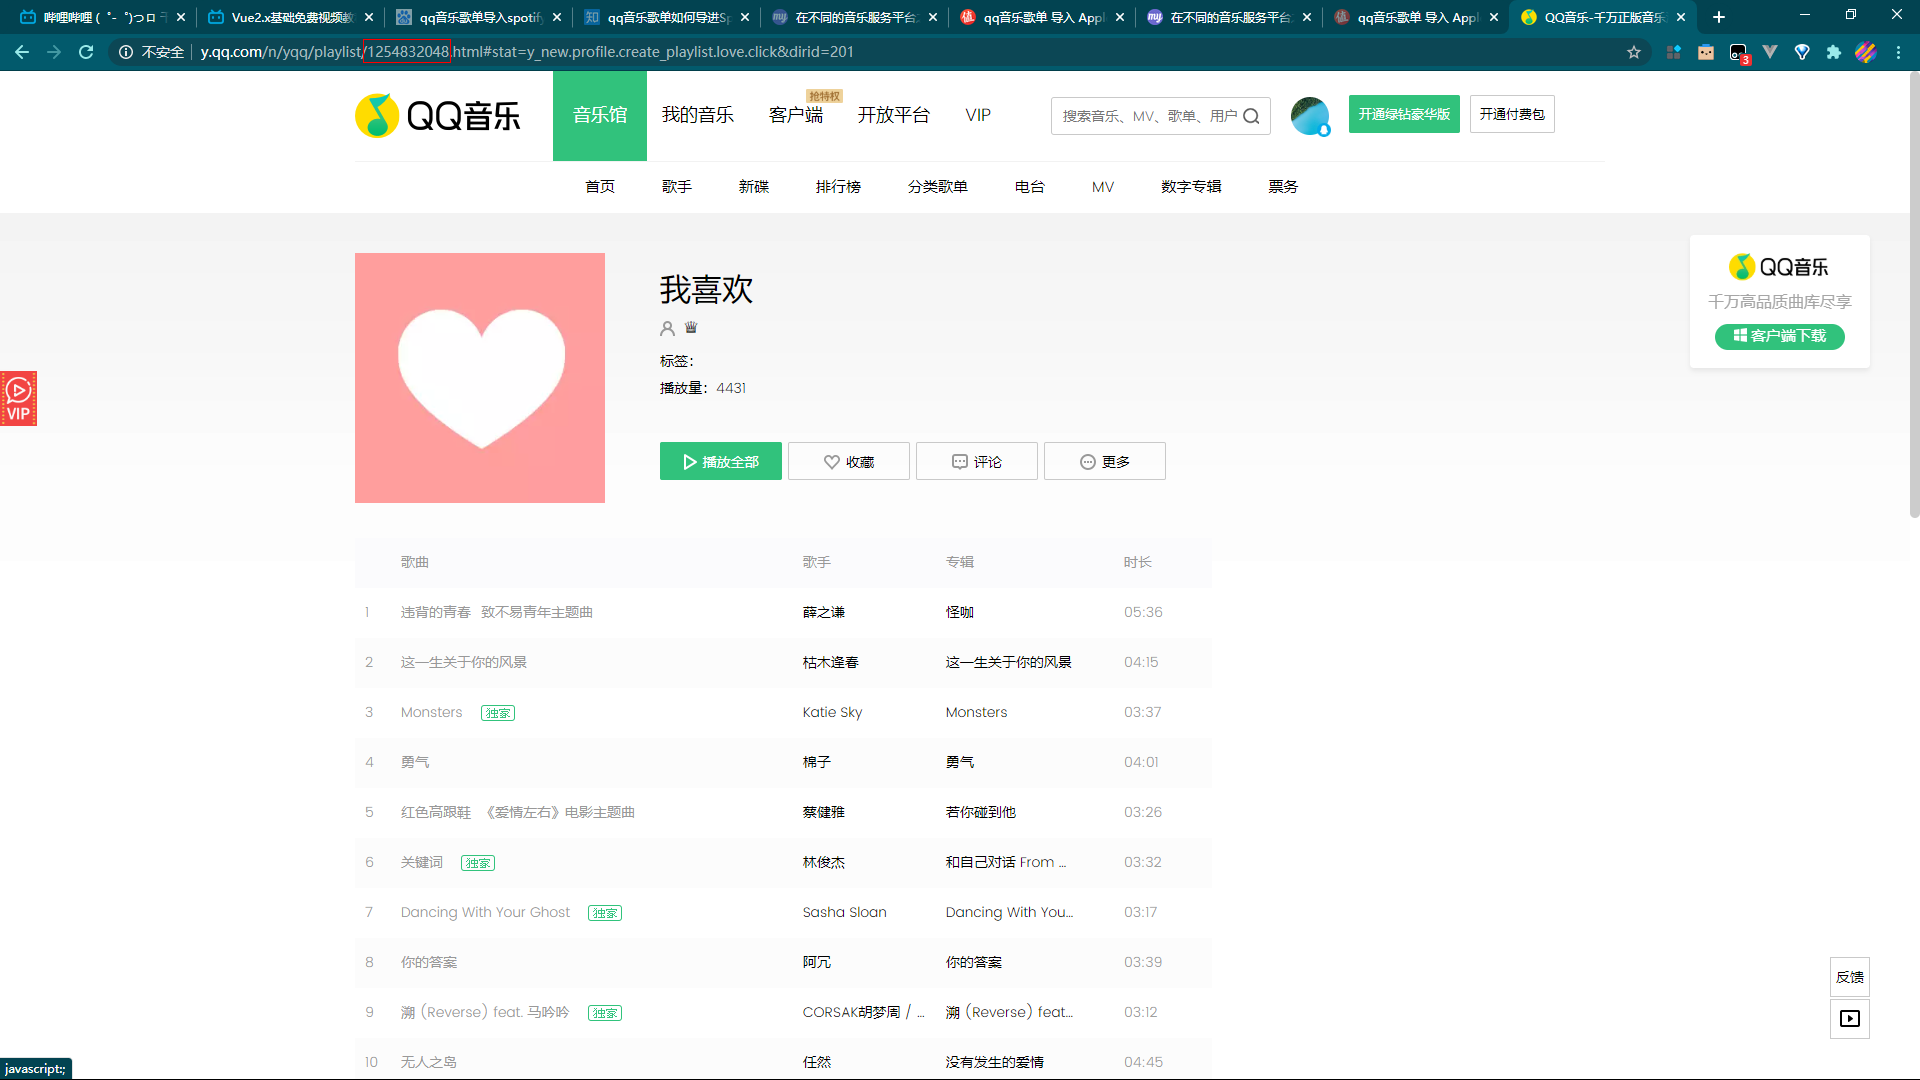 哔哩哔哩 (゜-゜)つロ 干
Vue2.x基础免费视频教
qq音乐歌单导入spotify
qq音乐歌单如何导进Sp
在不同的音乐服务平台之
qq音乐歌单 导入 Apple
在不同的音乐服务平台之
qq音乐歌单 导入 Apple
QQ音乐-千万正版音乐
不安全
y.qq.com/n/yqq/playlist/1254832048.html#stat=y_new.profile.create_playlist.love.click&dirid=201
3
QQ音乐
音乐馆
我的音乐
客户端
抢特权
开放平台
VIP
搜索音乐、MV、歌单、用户
开通绿钻豪华版
开通付费包
首页
歌手
新碟
排行榜
分类歌单
电台
MV
数字专辑
票务
QQ音乐
千万高品质曲库尽享
客户端下载
VIP
我喜欢
标签：
播放量：4431
播放全部
收藏
评论
更多
歌曲 歌手 专辑 时长
1 违背的青春 致不易青年主题曲 薛之谦 怪咖 05:36
2 这一生关于你的风景 枯木逢春 这一生关于你的风景 04:15
3 Monsters 独家 Katie Sky Monsters 03:37
4 勇气 棉子 勇气 04:01
5 红色高跟鞋 《爱情左右》电影主题曲 蔡健雅 若你碰到他 03:26
6 关键词 独家 林俊杰 和自己对话 From ... 03:32
7 Dancing With Your Ghost 独家 Sasha Sloan Dancing With You... 03:17
8 你的答案 阿冗 你的答案 03:39
9 溯 (Reverse) feat. 马吟吟 独家 CORSAK胡梦周 / ... 溯 (Reverse) feat... 03:12
10 无人之岛 任然 没有发生的爱情 04:45
反馈
javascript:;